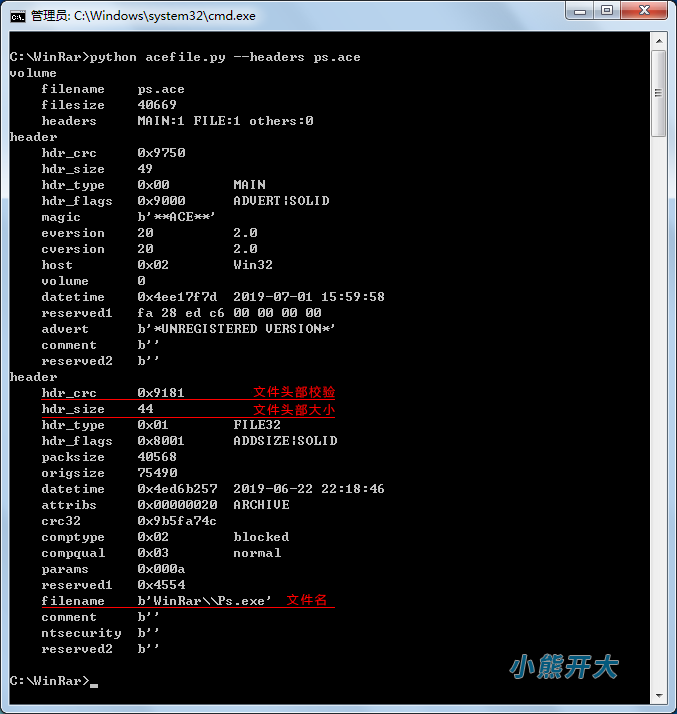 管理员: C:\Windows\system32\cmd.exe
C:\WinRar>python acefile.py --headers ps.ace
volume
filename ps.ace
filesize 40669
headers MAIN:1 FILE:1 others:0
header
hdr_crc 0x9750
hdr_size 49
hdr_type 0x00 MAIN
hdr_flags 0x9000 ADVERT|SOLID
magic b'**ACE**'
eversion 20 2.0
cversion 20 2.0
host 0x02 Win32
volume 0
datetime 0x4ee17f7d 2019-07-01 15:59:58
reserved1 fa 28 ed c6 00 00 00 00
advert b'*UNREGISTERED VERSION*'
comment b''
reserved2 b''
header
hdr_crc 0x9181 文件头部校验
hdr_size 44 文件头部大小
hdr_type 0x01 FILE32
hdr_flags 0x8001 ADDSIZE|SOLID
packsize 40568
origsize 75490
datetime 0x4ed6b257 2019-06-22 22:18:46
attribs 0x00000020 ARCHIVE
crc32 0x9b5fa74c
comptype 0x02 blocked
compqual 0x03 normal
params 0x000a
reserved1 0x4554
filename b'WinRar\\Ps.exe' 文件名
comment b''
ntsecurity b''
reserved2 b''
小熊开大
C:\WinRar>